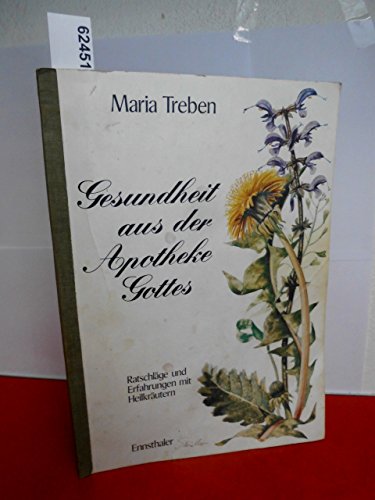 62451
Maria Treben
Gesundheit
aus der
Apotheke
Gottes
Ratschläge und
Erfahrungen mit
Heilkräutern
Ennsthaler